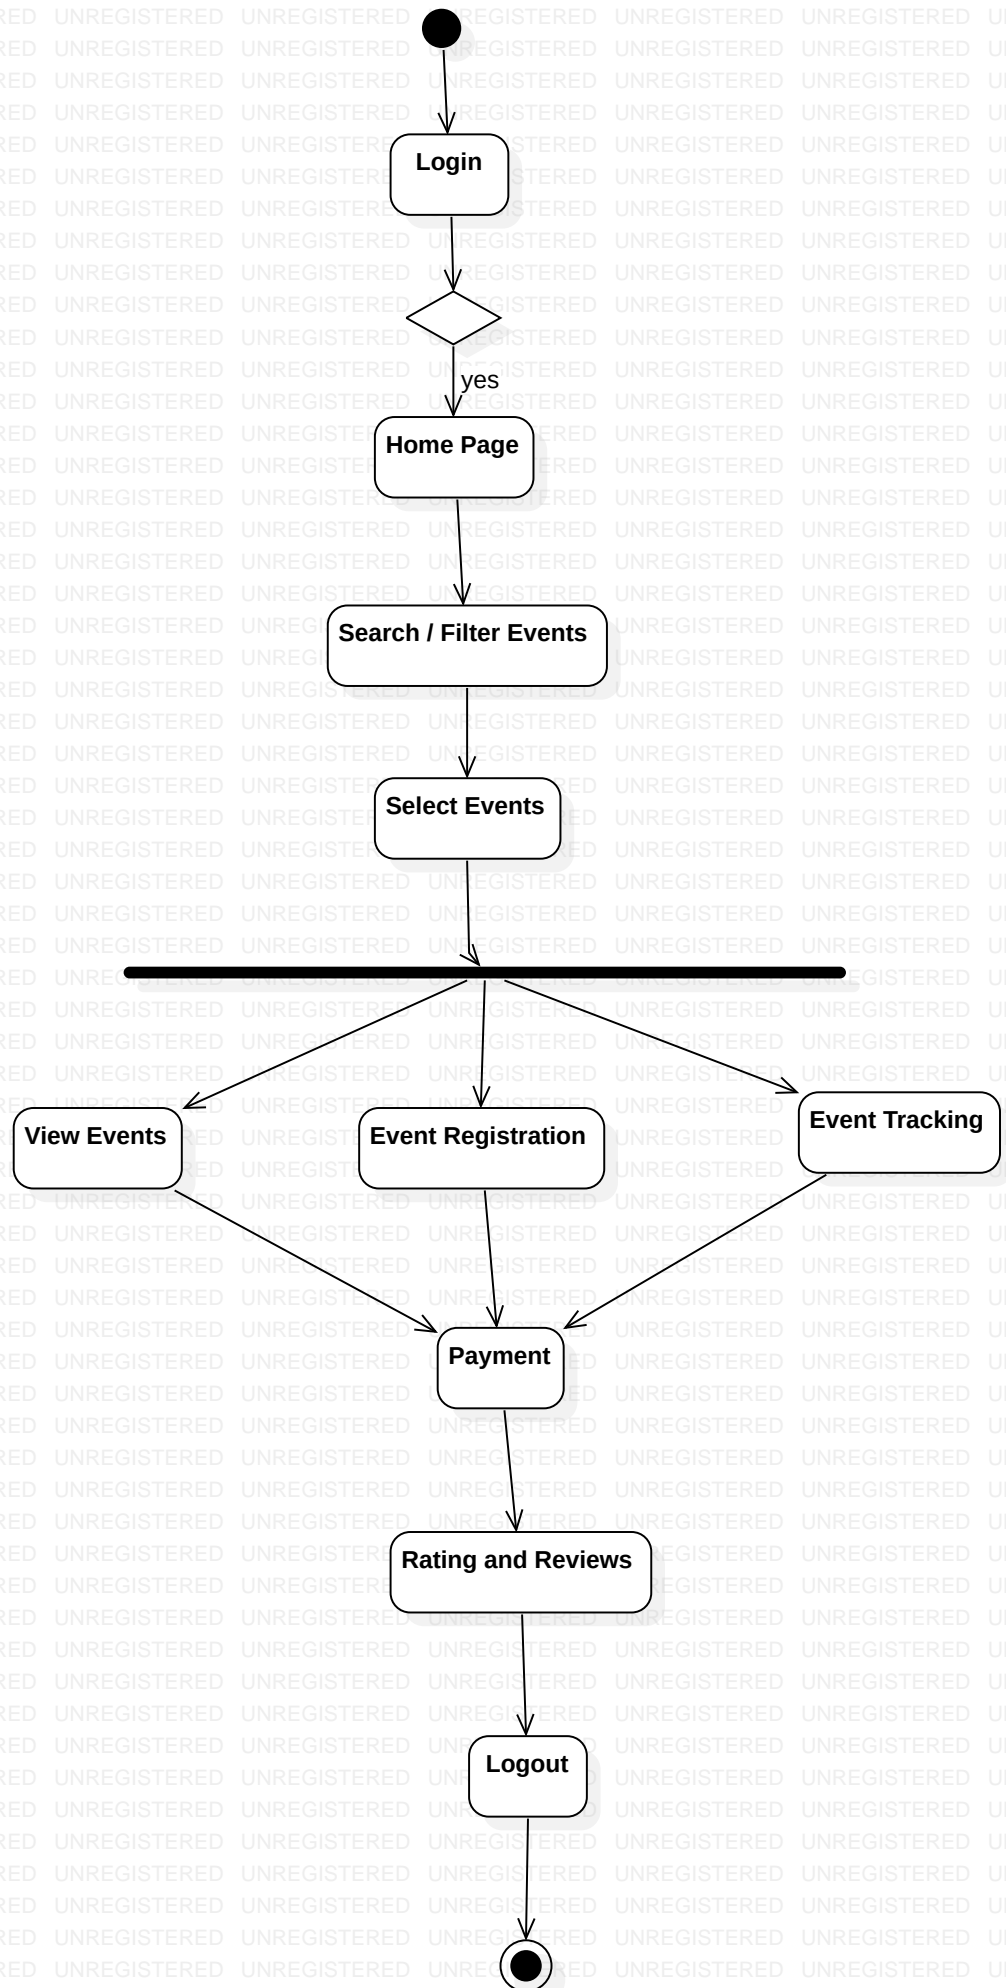 Login
yes
Home Page
Search / Filter Events
Select Events
View Events
Event Registration
Event Tracking
Payment
Rating and Reviews
Logout
UNREGISTERED